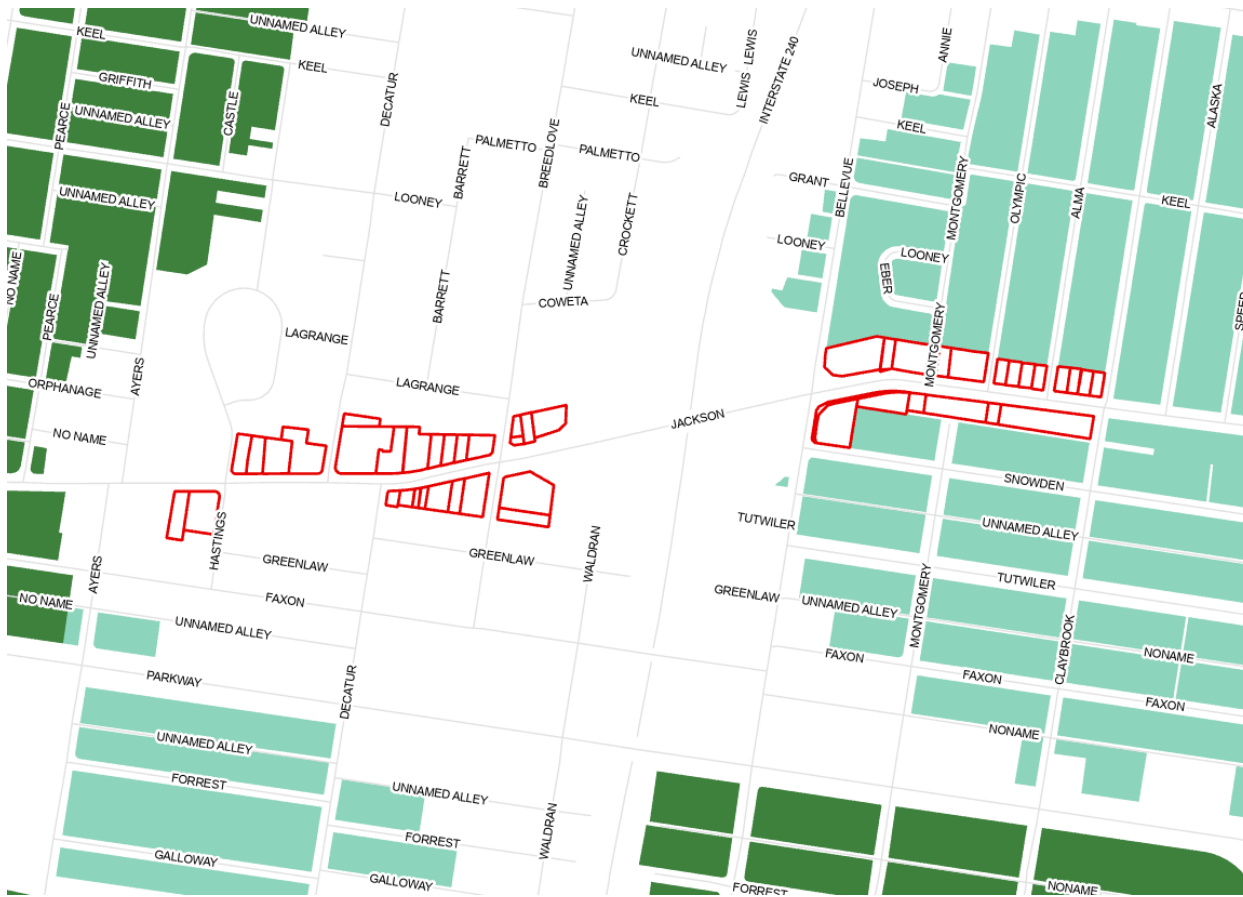 UNNAMED ALLEY
KEEL
KEEL
GRIFFITH
UNNAMED ALLEY
PEARCE
CASTLE
DECATUR
UNNAMED ALLEY
LEWIS
LEWIS
INTERSTATE 240
KEEL
ANNIE
JOSEPH
KEEL
ALASKA
PALMETTO
PALMETTO
BREEDLOVE
BARRETT
UNNAMED ALLEY
LOONEY
UNNAMED ALLEY
CROCKETT
GRANT
BELLEVUE
MONTGOMERY
OLYMPIC
ALMA
KEEL
LOONEY
LOONEY
EBER
NO NAME
UNNAMED ALLEY
PEARCE
BARRETT
COWETA
LAGRANGE
MONTGOMERY
SPEED
AYERS
ORPHANAGE
LAGRANGE
NO NAME
JACKSON
SNOWDEN
HASTINGS
TUTWILER
UNNAMED ALLEY
GREENLAW
GREENLAW
WALDRAN
AYERS
NO NAME
FAXON
UNNAMED ALLEY
GREENLAW
UNNAMED ALLEY
MONTGOMERY
TUTWILER
CLAYBROOK
NONAME
FAXON
FAXON
FAXON
NONAME
PARKWAY
DECATUR
UNNAMED ALLEY
FORREST
UNNAMED ALLEY
WALDRAN
FORREST
GALLOWAY
GALLOWAY
FORREST
NONAME